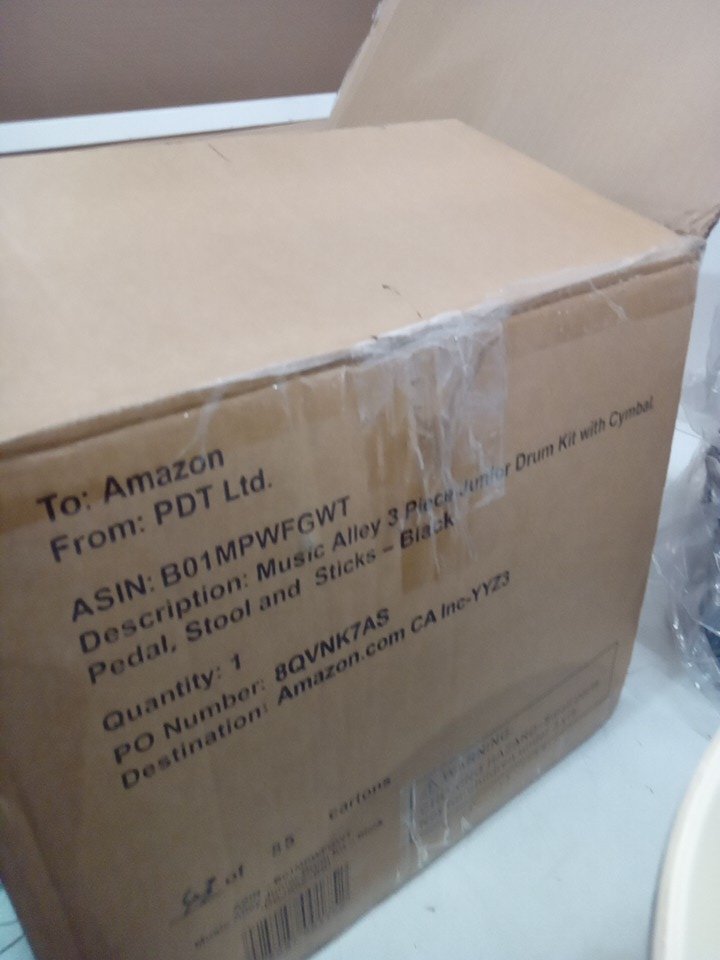 To: Amazon
From: PDT Ltd.
ASIN: B01MPWFGWT
Description: Music Alley 3 Piece Junior Drum Kit with Cymbal
Pedal, Stool and Sticks – Black
Quantity: 1
PO Number: 8QVNK7AS
Destination: Amazon.com CA Inc-YYZ3
of cartons
WARNING
HAZARD